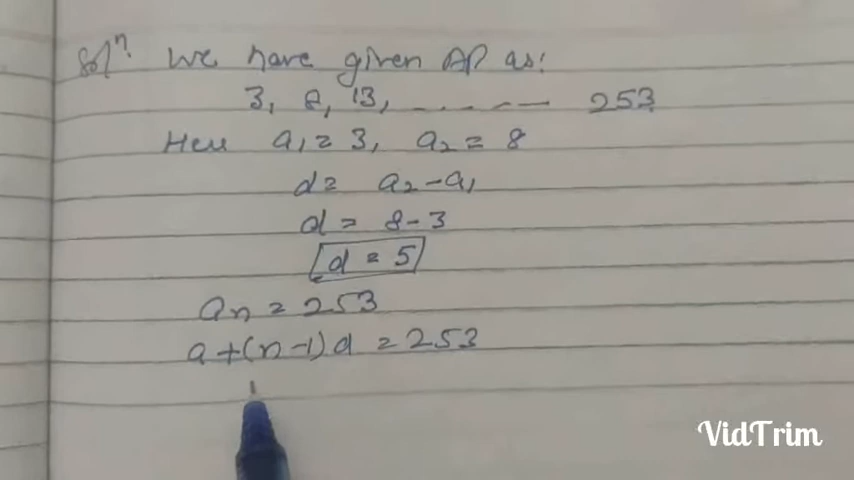 Solⁿ. We have given AP as:
3, 8, 13, ------ 253
Here a₁ = 3, a₂ = 8
d = a₂ - a₁
d = 8 - 3
d = 5
an = 253
a + (n-1)d = 253
VidTrim